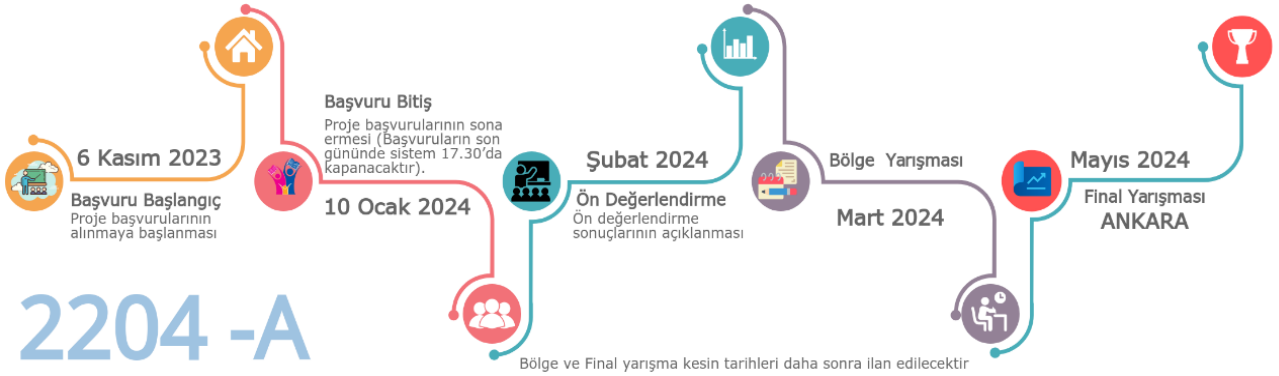 6 Kasım 2023
Başvuru Başlangıç
Proje başvurularının
alınmaya başlanması
Başvuru Bitiş
Proje başvurularının sona
ermesi (Başvuruların son
gününde sistem 17.30’da
kapanacaktır).
10 Ocak 2024
Şubat 2024
Ön Değerlendirme
Ön değerlendirme
sonuçlarının açıklanması
Bölge Yarışması
Mart 2024
Mayıs 2024
Final Yarışması
ANKARA
2204 -A
Bölge ve Final yarışma kesin tarihleri daha sonra ilan edilecektir